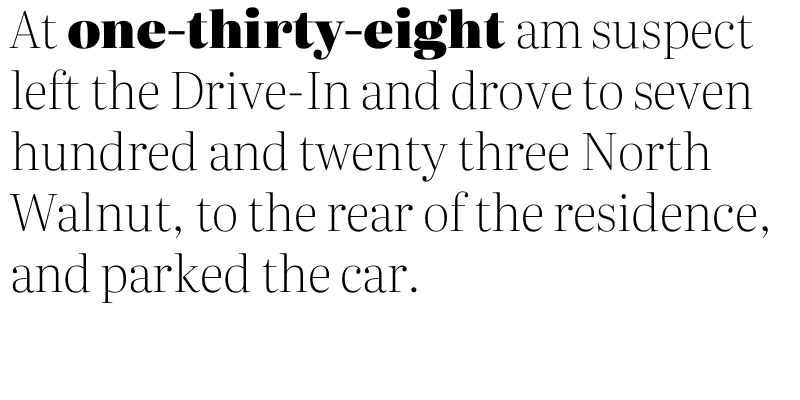 At one-thirty-eight am suspect
left the Drive-In and drove to seven
hundred and twenty three North
Walnut, to the rear of the residence,
and parked the car.